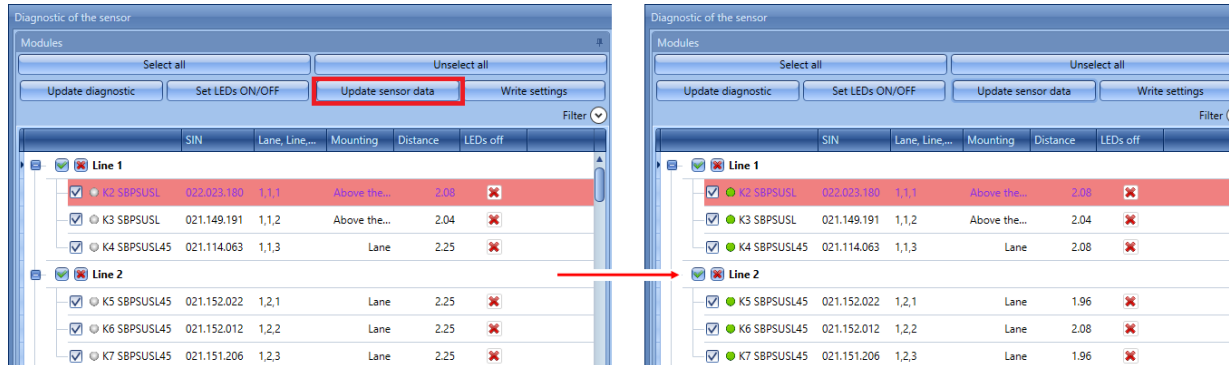 Diagnostic of the sensor
Modules
Select all Unselect all
Update diagnostic Set LEDs ON/OFF Update sensor data Write settings
Filter
SIN Lane, Line,... Mounting Distance LEDs off
Line 1
K2 SBPSUSL 022.023.180 1,1,1 Above the... 2.08
K3 SBPSUSL 021.149.191 1,1,2 Above the... 2.04
K4 SBPSUSL45 021.114.063 1,1,3 Lane 2.25
Line 2
K5 SBPSUSL45 021.152.022 1,2,1 Lane 2.25
K6 SBPSUSL45 021.152.012 1,2,2 Lane 2.25
K7 SBPSUSL45 021.151.206 1,2,3 Lane 2.25
Diagnostic of the sensor
Modules
Select all Unselect all
Update diagnostic Set LEDs ON/OFF Update sensor data Write settings
Filter
SIN Lane, Line,... Mounting Distance LEDs off
Line 1
K2 SBPSUSL 022.023.180 1,1,1 Above the... 2.08
K3 SBPSUSL 021.149.191 1,1,2 Above the... 2.04
K4 SBPSUSL45 021.114.063 1,1,3 Lane 2.08
Line 2
K5 SBPSUSL45 021.152.022 1,2,1 Lane 1.96
K6 SBPSUSL45 021.152.012 1,2,2 Lane 2.08
K7 SBPSUSL45 021.151.206 1,2,3 Lane 1.96